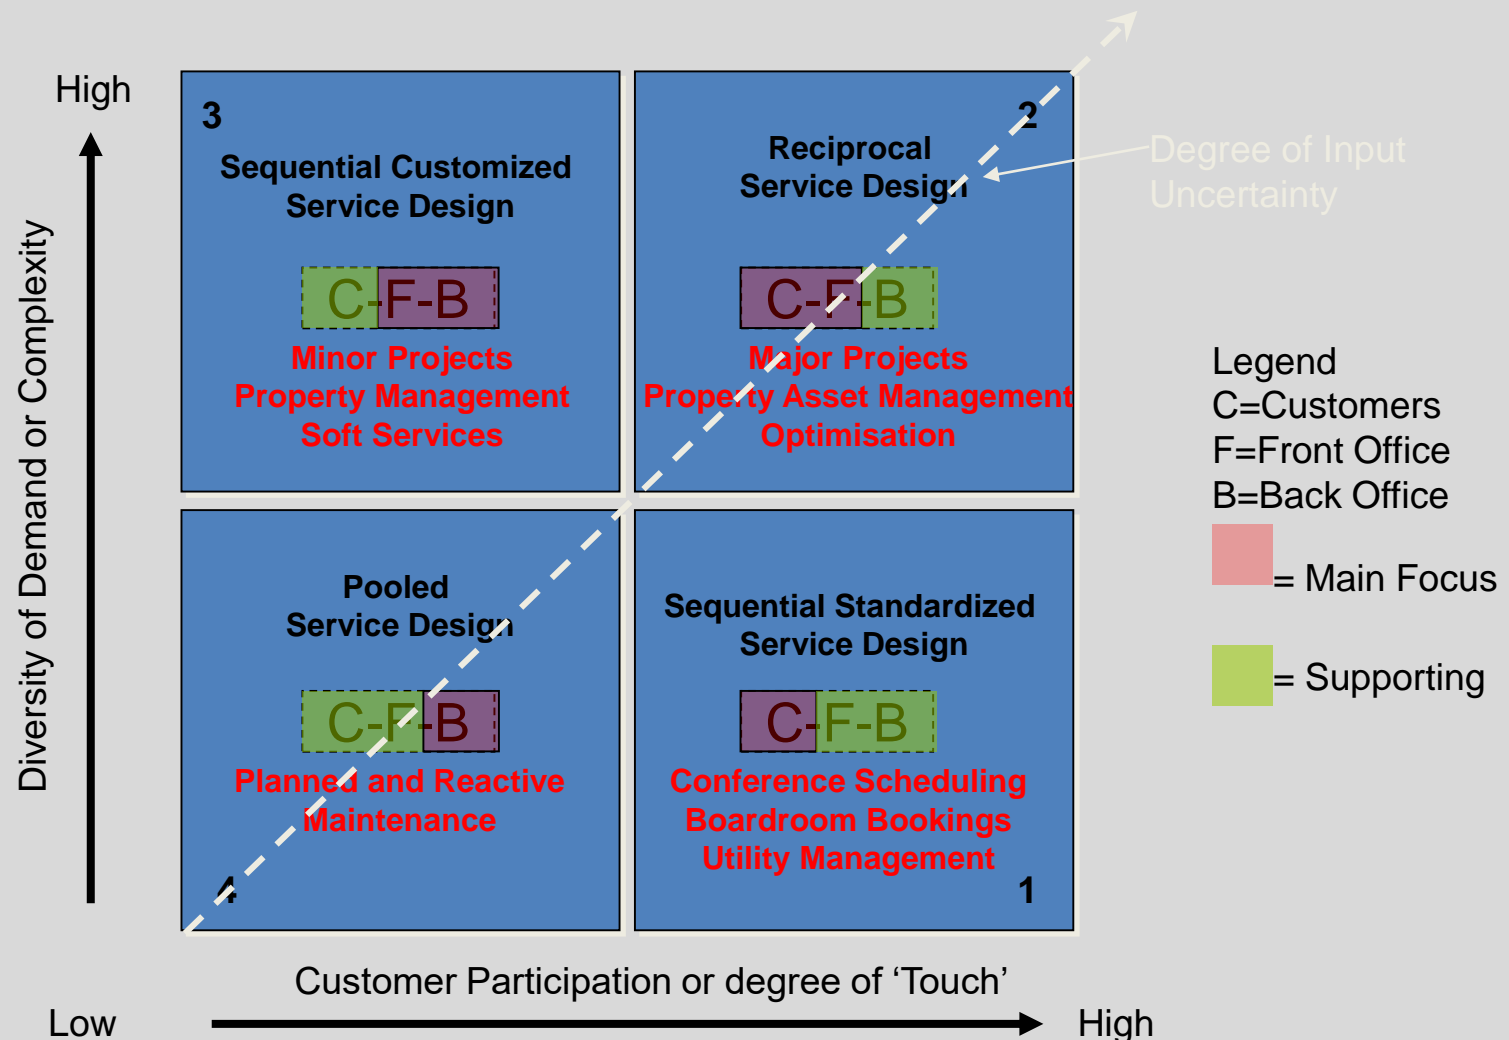 High
Diversity of Demand or Complexity
3
Sequential Customized
Service Design
C-F-B
Minor Projects
Property Management
Soft Services
2
Reciprocal
Service Design
C-F-B
Major Projects
Property Asset Management
Optimisation
Degree of Input
Uncertainty
Pooled
Service Design
C-F-B
Planned and Reactive
Maintenance
4
Sequential Standardized
Service Design
C-F-B
Conference Scheduling
Boardroom Bookings
Utility Management
1
Legend
C=Customers
F=Front Office
B=Back Office
= Main Focus
= Supporting
Customer Participation or degree of ‘Touch’
Low
High